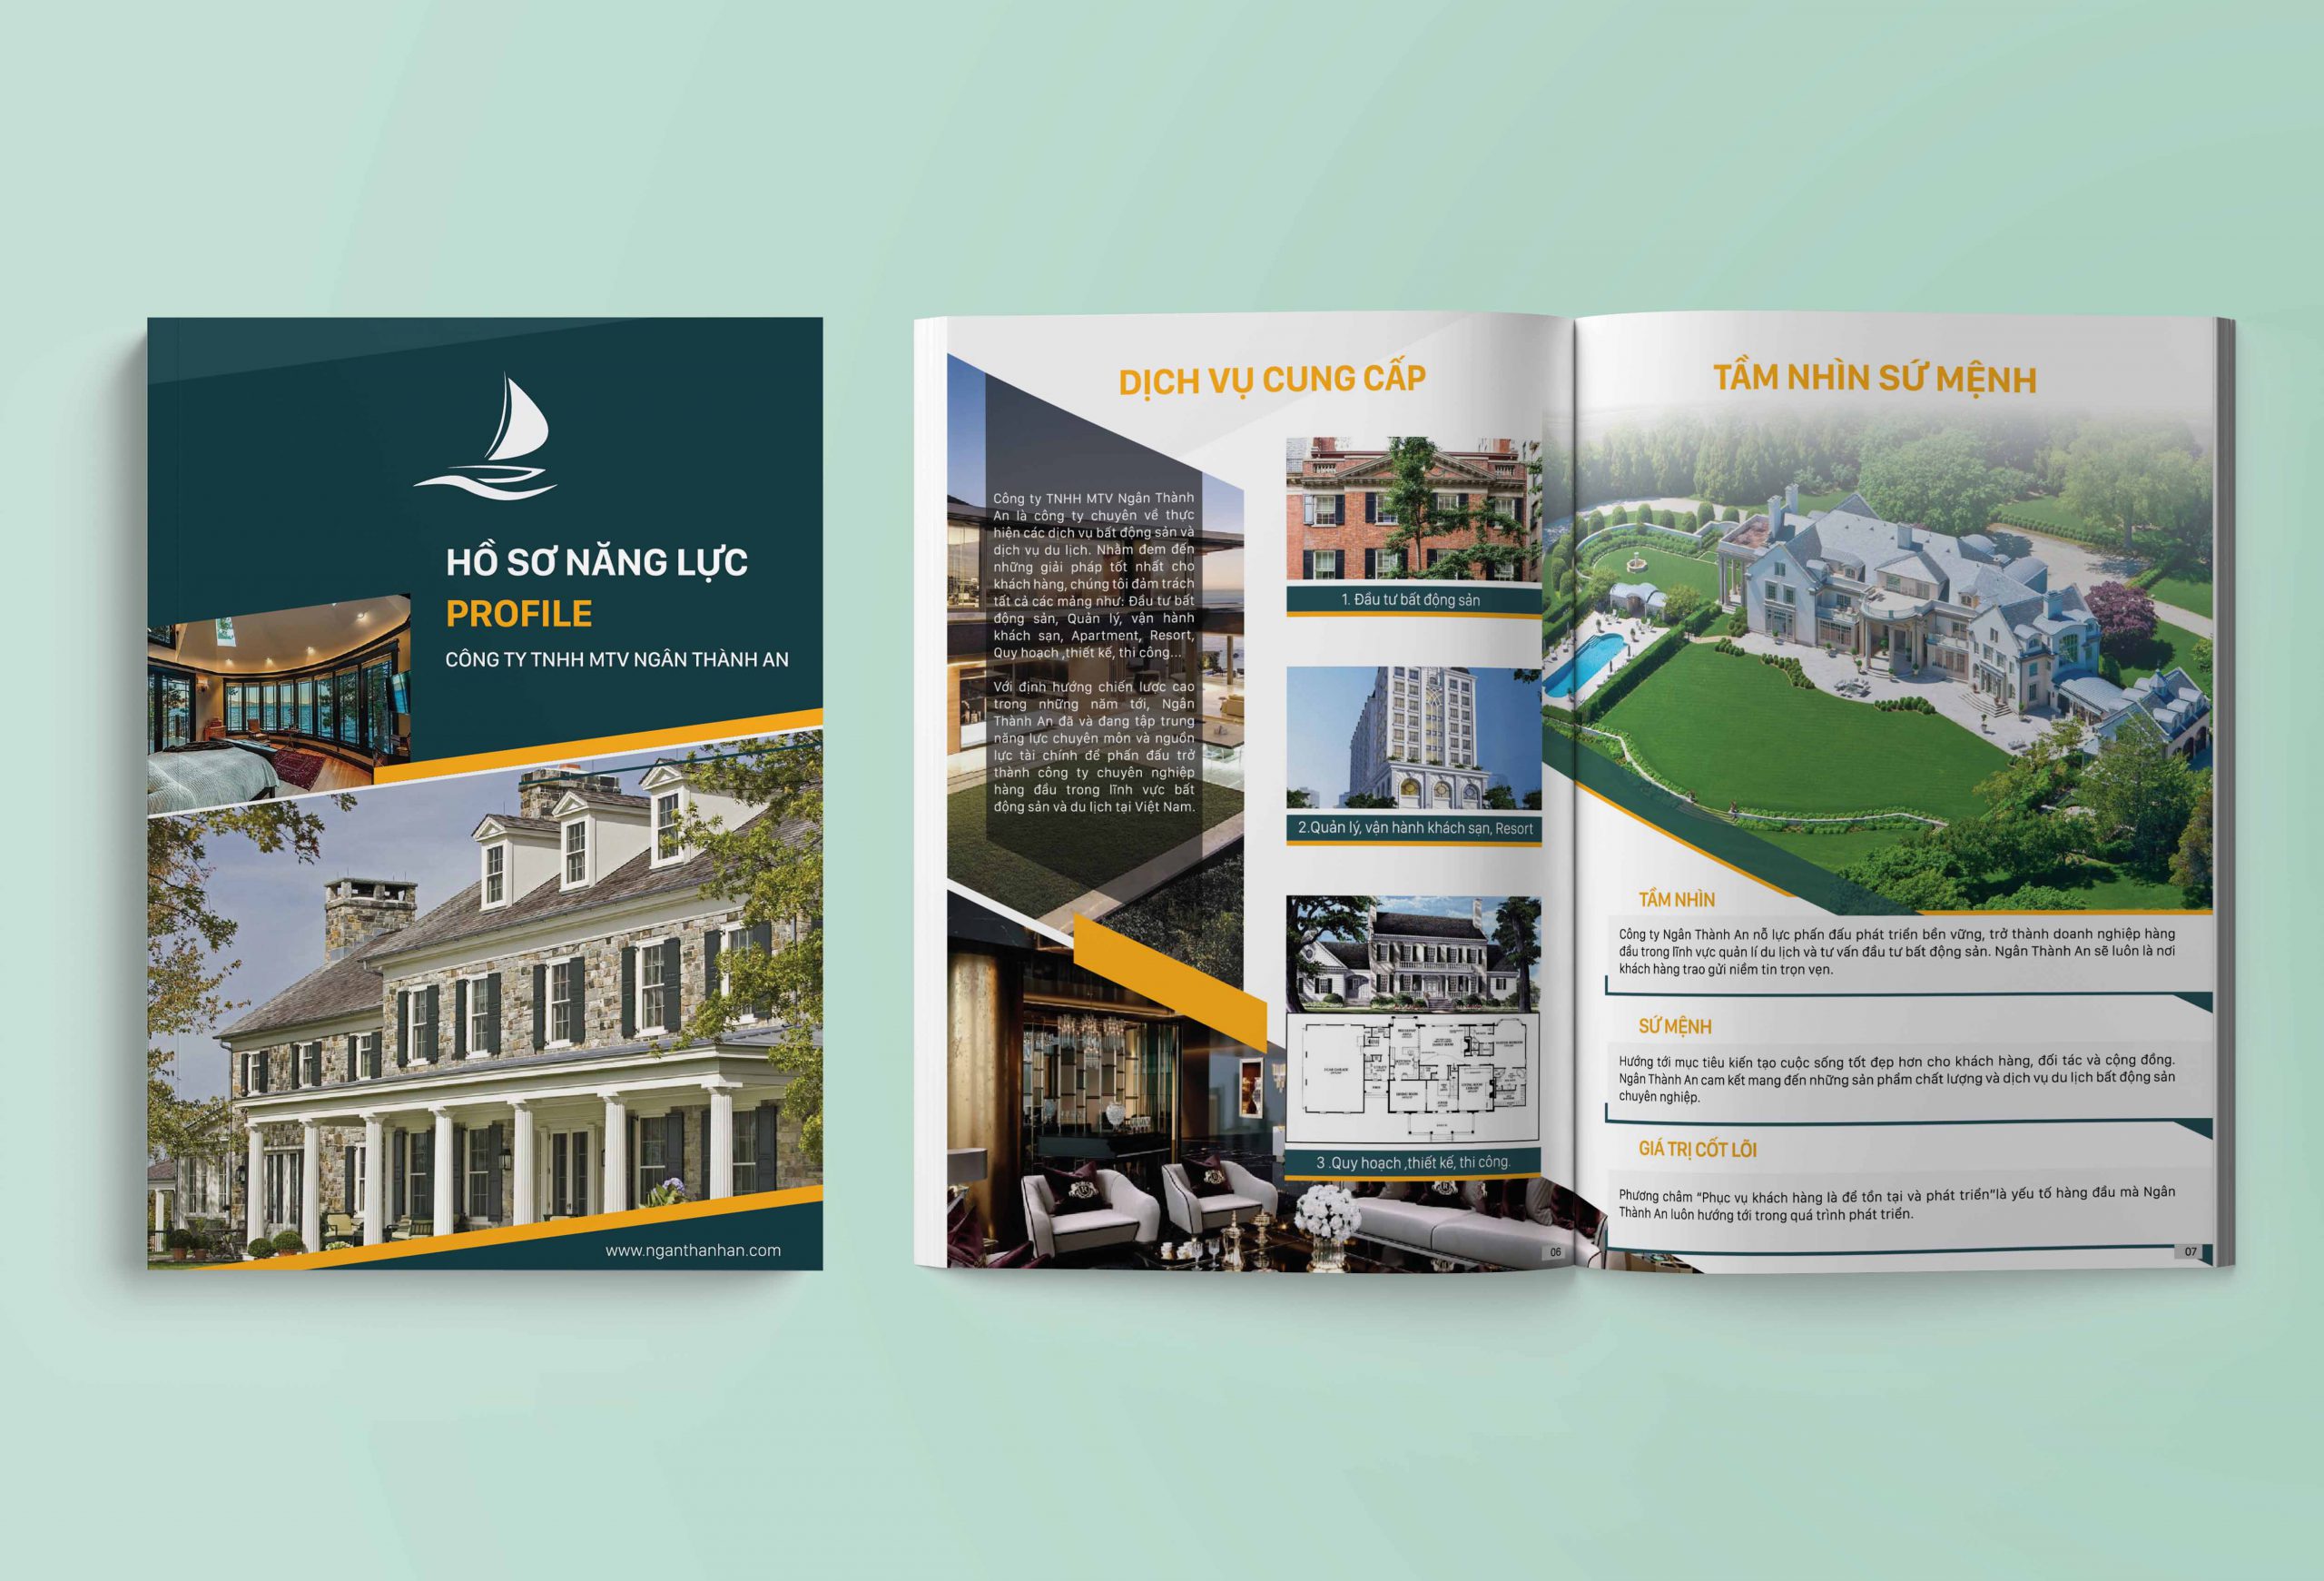 HỒ SƠ NĂNG LỰC
PROFILE
CÔNG TY TNHH MTV NGÂN THÀNH AN
www.nganthanhan.com
DỊCH VỤ CUNG CẤP
Công ty TNHH MTV Ngân Thành
An là công ty chuyên về thực
hiện các dịch vụ bất động sản và
dịch vụ du lịch. Nhằm đem đến
những giải pháp tốt nhất cho
khách hàng, chúng tôi đảm trách
tất cả các mảng như: Đầu tư bất
động sản, Quản lý, vận hành
khách sạn, Apartment, Resort,
Quy hoạch ,thiết kế, thi công...
Với định hướng chiến lược cao
trong những năm tới, Ngân
Thành An đã và đang tập trung
năng lực chuyên môn và nguồn
lực tài chính để phấn đấu trở
thành công ty chuyên nghiệp
hàng đầu trong lĩnh vực bất
động sản và du lịch tại Việt Nam.
1. Đầu tư bất động sản
2.Quản lý, vận hành khách sạn, Resort
3 .Quy hoạch ,thiết kế, thi công.
06
TẦM NHÌN SỨ MỆNH
TẦM NHÌN
Công ty Ngân Thành An nỗ lực phấn đấu phát triển bền vững, trở thành doanh nghiệp hàng
đầu trong lĩnh vực quản lí du lịch và tư vấn đầu tư bất động sản. Ngân Thành An sẽ luôn là nơi
khách hàng trao gửi niềm tin trọn vẹn.
SỨ MỆNH
Hướng tới mục tiêu kiến tạo cuộc sống tốt đẹp hơn cho khách hàng, đối tác và cộng đồng.
Ngân Thành An cam kết mang đến những sản phẩm chất lượng và dịch vụ du lịch bất động sản
chuyên nghiệp.
GIÁ TRỊ CỐT LÕI
Phương châm “Phục vụ khách hàng là để tồn tại và phát triển”là yếu tố hàng đầu mà Ngân
Thành An luôn hướng tới trong quá trình phát triển.
07